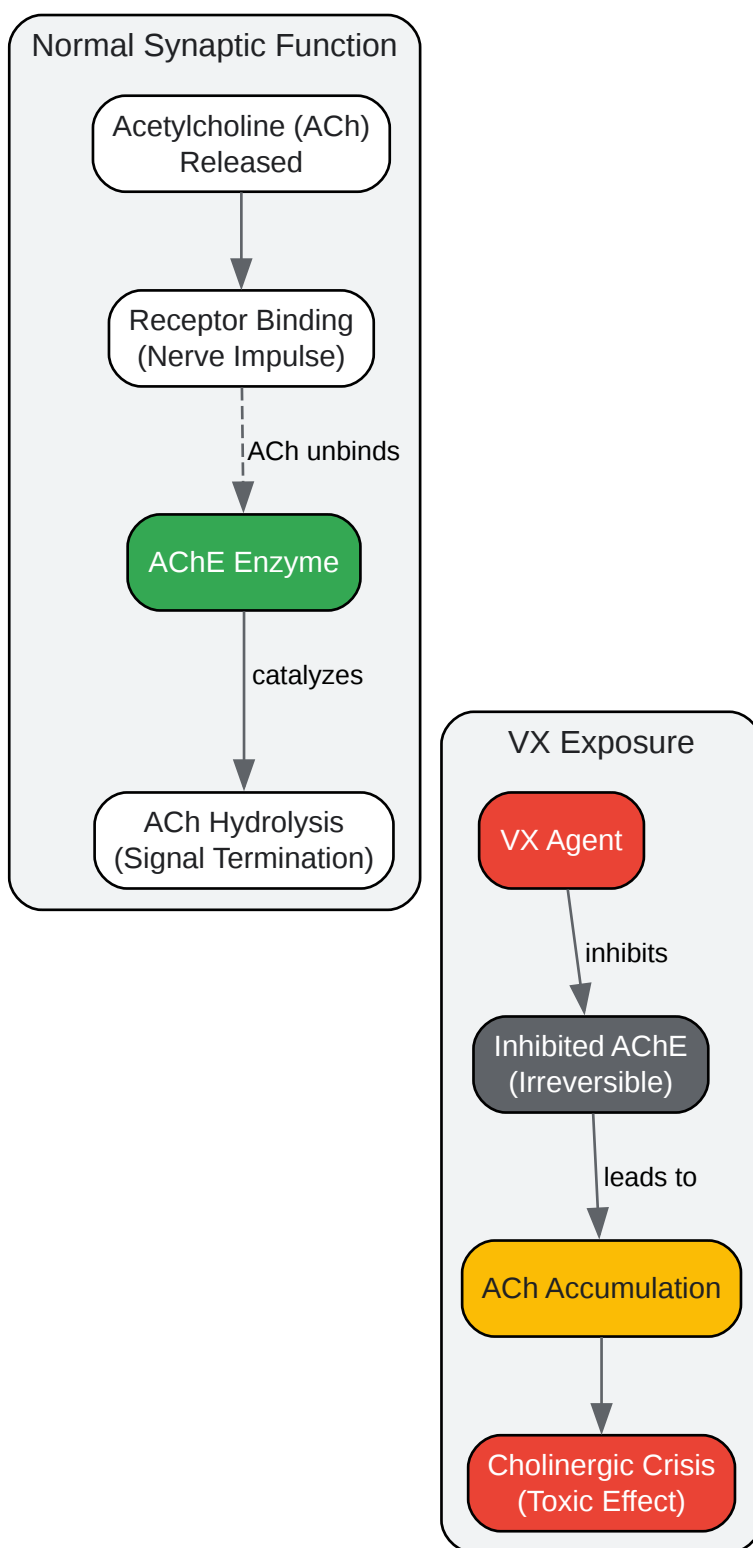 Normal Synaptic Function
Acetylcholine (ACh)
Released
Receptor Binding
(Nerve Impulse)
ACh unbinds
AChE Enzyme
catalyzes
ACh Hydrolysis
(Signal Termination)
VX Exposure
VX Agent
inhibits
Inhibited AChE
(Irreversible)
leads to
ACh Accumulation
Cholinergic Crisis
(Toxic Effect)